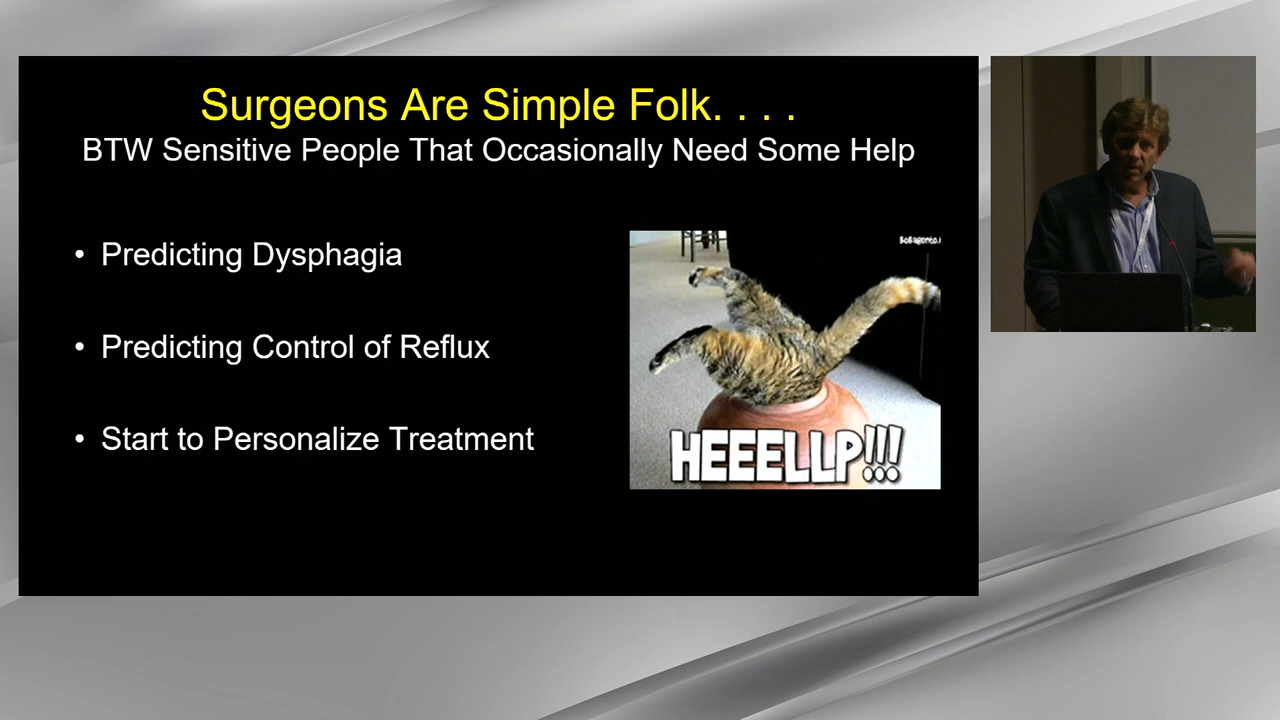 Surgeons Are Simple Folk. . . .
BTW Sensitive People That Occasionally Need Some Help
• Predicting Dysphagia
• Predicting Control of Reflux
• Start to Personalize Treatment
HEEELLP!!!